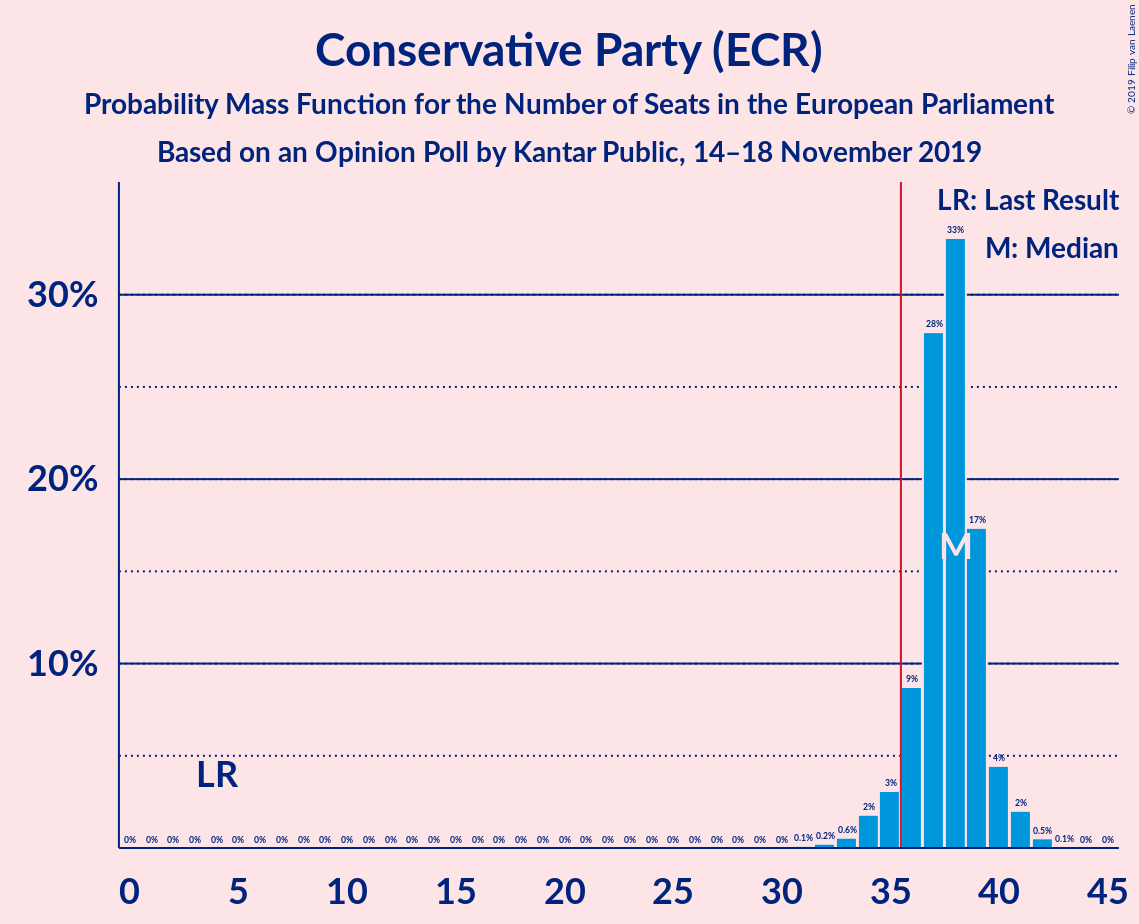 Conservative Party (ECR)
Probability Mass Function for the Number of Seats in the European Parliament
Based on an Opinion Poll by Kantar Public, 14–18 November 2019
© 2019 Filip van Laenen
LR: Last Result
M: Median
30%
20%
10%
LR
M
0% 0% 0% 0% 0% 0% 0% 0% 0% 0% 0% 0% 0% 0% 0% 0% 0% 0% 0% 0% 0% 0% 0% 0% 0% 0% 0% 0% 0% 0% 0% 0.1% 0.2% 0.6% 2% 3% 9% 28% 33% 17% 4% 2% 0.5% 0.1% 0% 0%
0 5 10 15 20 25 30 35 40 45